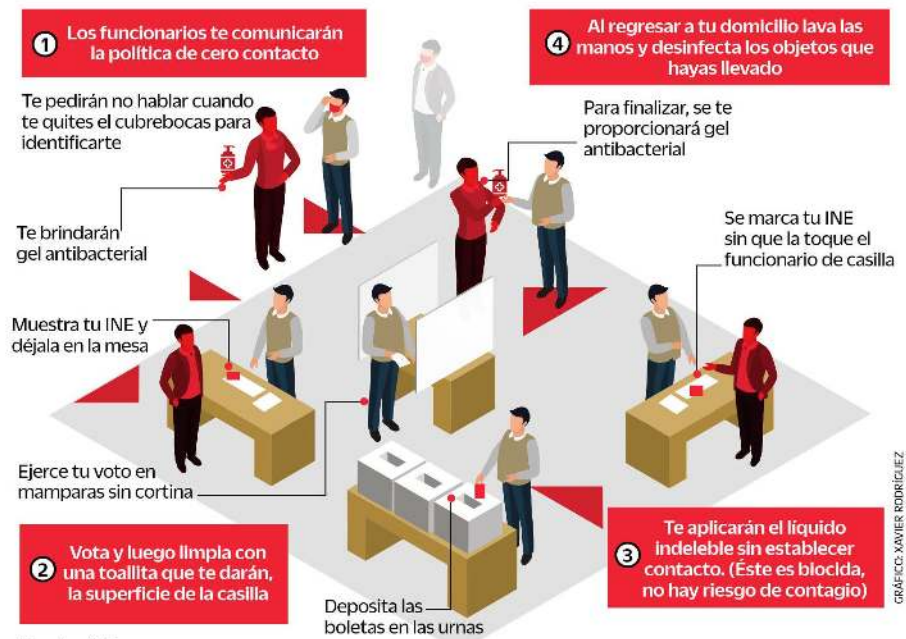 1
Los funcionarios te comunicarán
la política de cero contacto
Te pedirán no hablar cuando
te quites el cubrebocas para
identificarte
Te brindarán
gel antibacterial
Muestra tu INE y
déjala en la mesa
Ejerce tu voto en
mamparas sin cortina
2
Vota y luego limpia con
una toallita que te darán,
la superficie de la casilla
Deposita las
boletas en las urnas
3
Te aplicarán el líquido
indeleble sin establecer
contacto. (Éste es blocida,
no hay riesgo de contagio)
Se marca tu INE
sin que la toque el
funcionario de casilla
4
Al regresar a tu domicilio lava las
manos y desinfecta los objetos que
hayas llevado
Para finalizar, se te
proporcionará gel
antibacterial
GRÁFICO: XAVIER RODRÍGUEZ